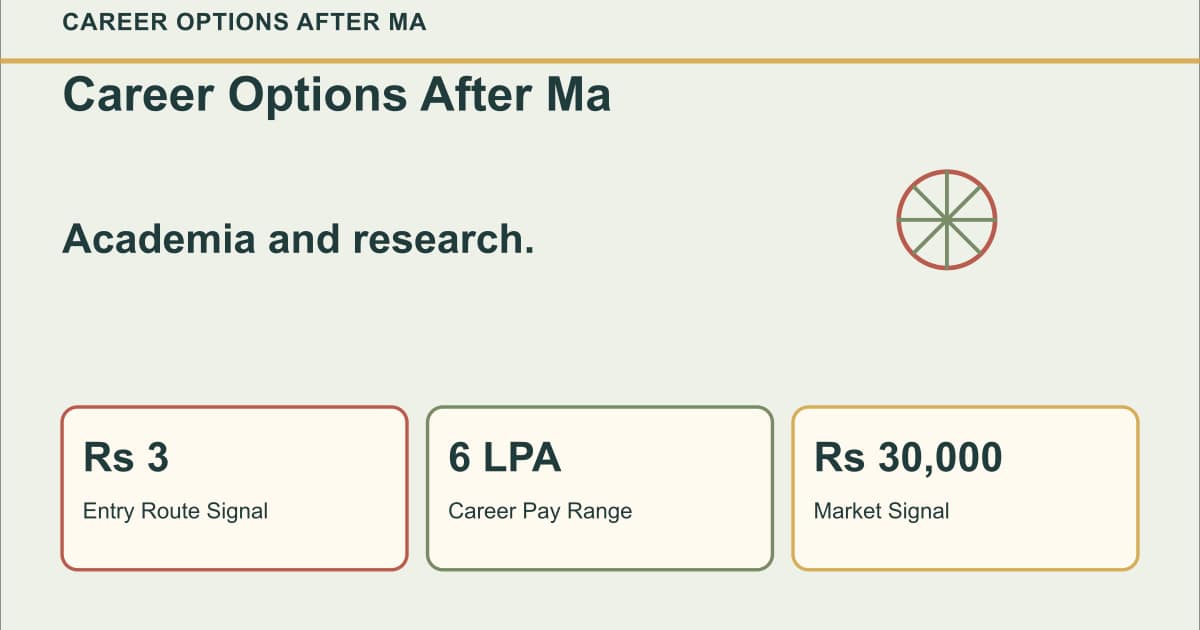 CAREER OPTIONS AFTER MA
Career Options After Ma
Academia and research.
Rs 3
Entry Route Signal
6 LPA
Career Pay Range
Rs 30,000
Market Signal